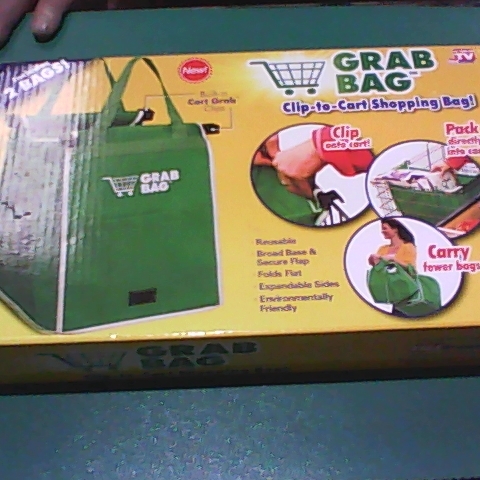 2 BAGS!
New!
Built-in
Cart Grab
Clips
GRAB
BAG™
TV
Clip-to-Cart Shopping Bag!
Clip
onto cart!
Pack
directly
into
GRAB
BAG
Carry
fewer bags
Reusable
Broad Base &
Secure Flap
Folds Flat
Expandable Sides
Environmentally
Friendly
GRAB
BAG